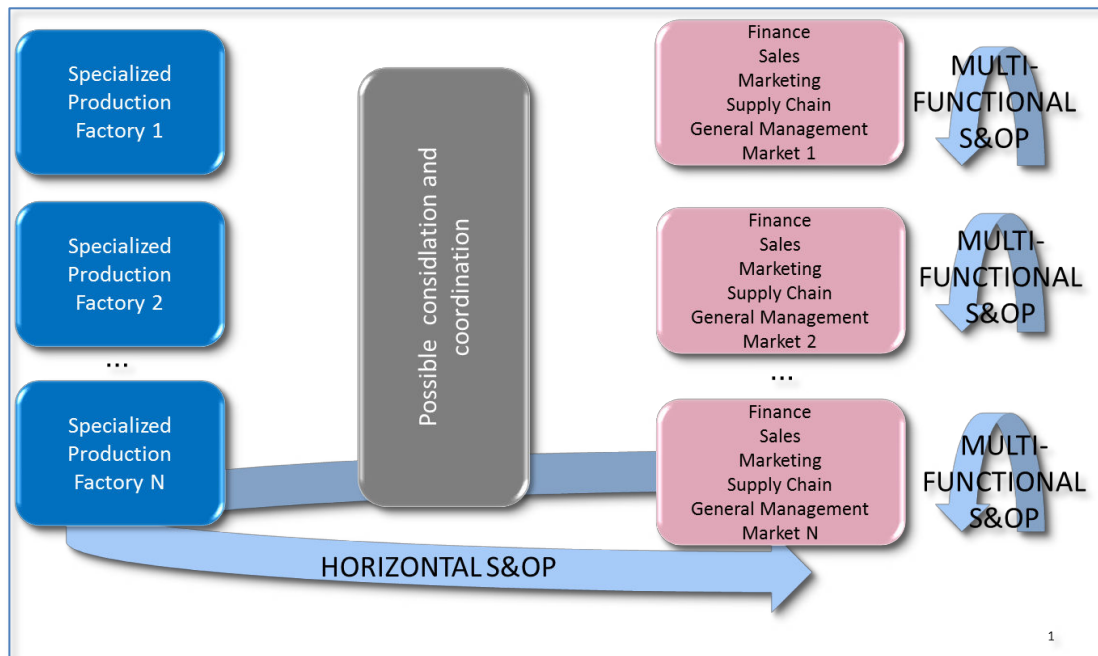 Specialized
Production
Factory 1
Specialized
Production
Factory 2
...
Specialized
Production
Factory N
Possible considlation and
coordination
Finance
Sales
Marketing
Supply Chain
General Management
Market 1
Finance
Sales
Marketing
Supply Chain
General Management
Market 2
...
Finance
Sales
Marketing
Supply Chain
General Management
Market N
MULTI-
FUNCTIONAL
S&OP
MULTI-
FUNCTIONAL
S&OP
MULTI-
FUNCTIONAL
S&OP
HORIZONTAL S&OP
1